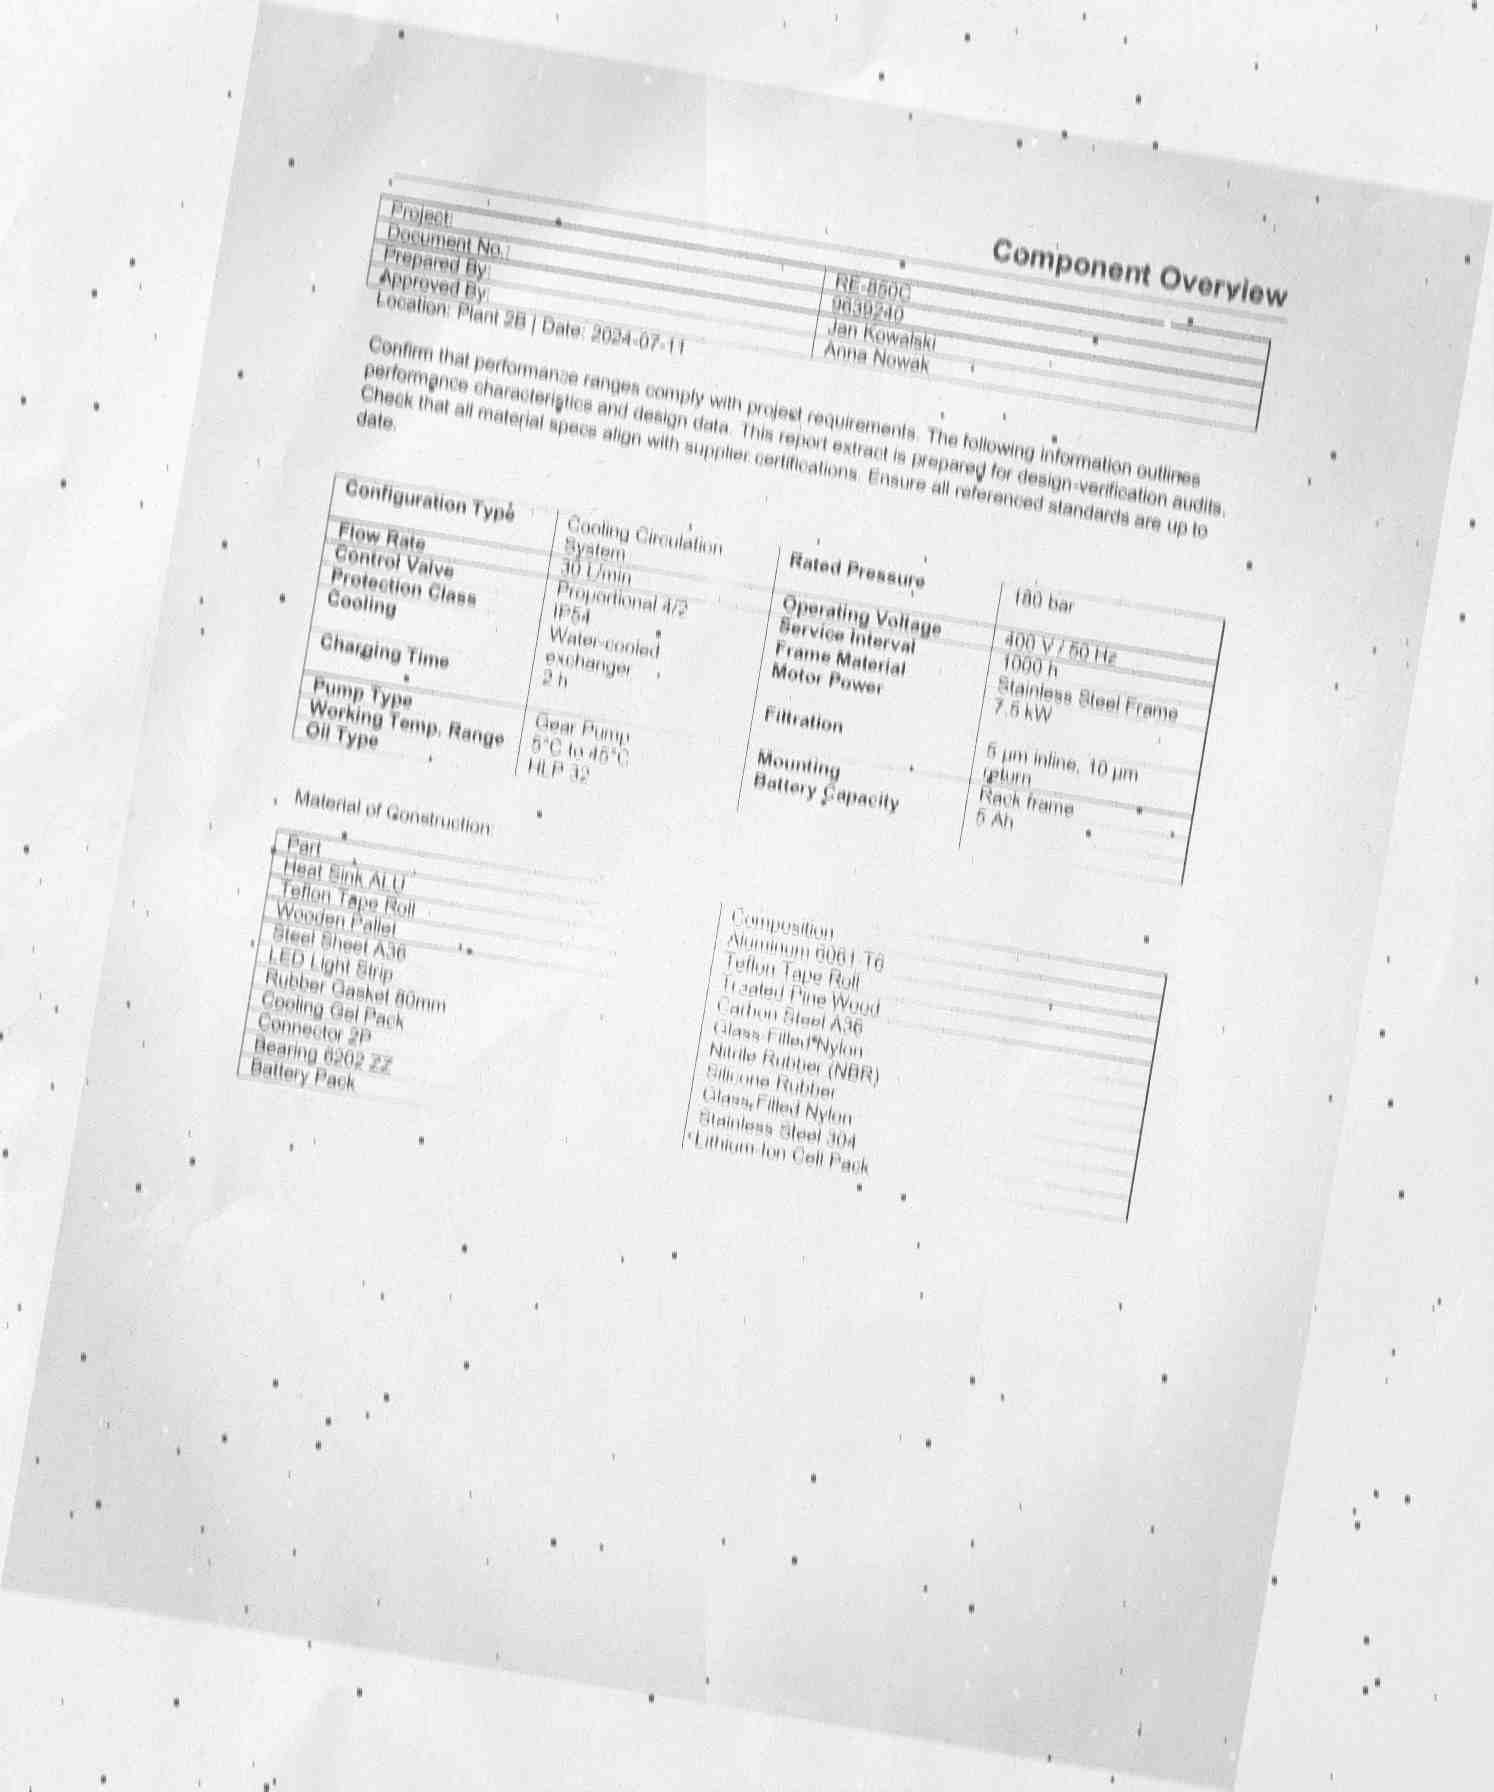 Component Overview
Project: RE-850C
Document No.: 9639240
Prepared By: Jan Kowalski
Approved By: Anna Nowak
Location: Plant 2B | Date: 2024-07-11
Confirm that performance ranges comply with project requirements. The following information outlines
performance characteristics and design data. This report extract is prepared for design-verification audits.
Check that all material specs align with supplier certifications. Ensure all referenced standards are up to
date.
Configuration Type Cooling Circulation System Rated Pressure 180 bar
Flow Rate 30 L/min Operating Voltage 400 V / 50 Hz
Control Valve Proportional 4/2 Service Interval 1000 h
Protection Class IP54 Frame Material Stainless Steel Frame
Cooling Water-cooled exchanger Motor Power 7.5 kW
Charging Time 2 h Filtration 5 µm inline, 10 µm return
Pump Type Gear Pump Mounting Rack frame
Working Temp. Range 5°C to 45°C Battery Capacity 5 Ah
Oil Type HLP 32
Material of Construction:
Part Composition
Heat Sink ALU Aluminum 6061 T6
Teflon Tape Roll Teflon Tape Roll
Wooden Pallet Treated Pine Wood
Steel Sheet A36 Carbon Steel A36
LED Light Strip Glass-Filled Nylon
Rubber Gasket 80mm Nitrile Rubber (NBR)
Cooling Gel Pack Silicone Rubber
Connector 2P Glass-Filled Nylon
Bearing 6202 ZZ Stainless Steel 304
Battery Pack Lithium-Ion Cell Pack